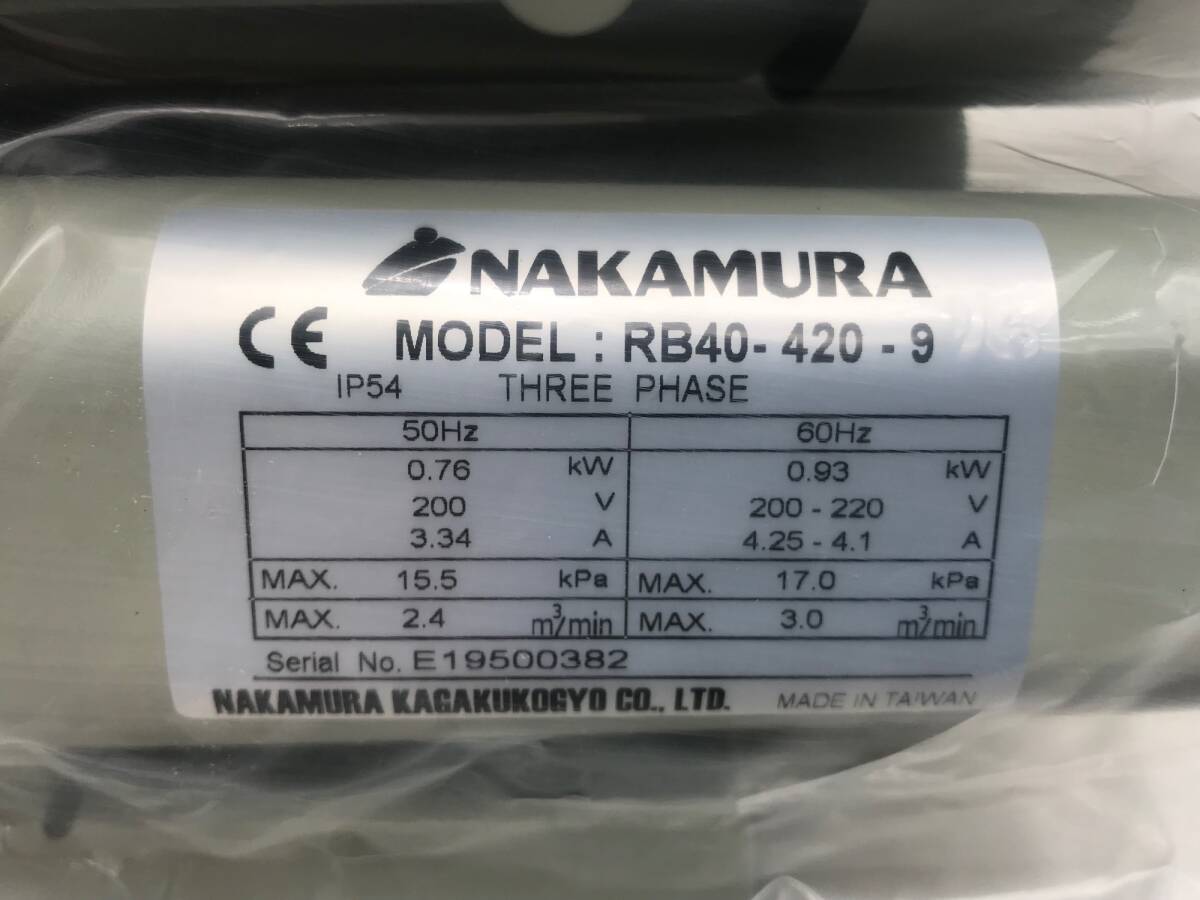 NAKAMURA
CE MODEL : RB40- 420 - 9
IP54 THREE PHASE
50Hz 60Hz
0.76 kW 0.93 kW
200 V 200 - 220 V
3.34 A 4.25 - 4.1 A
MAX. 15.5 kPa MAX. 17.0 kPa
MAX. 2.4 m³/min MAX. 3.0 m³/min
Serial No. E19500382
NAKAMURA KAGAKUKOGYO CO., LTD. MADE IN TAIWAN